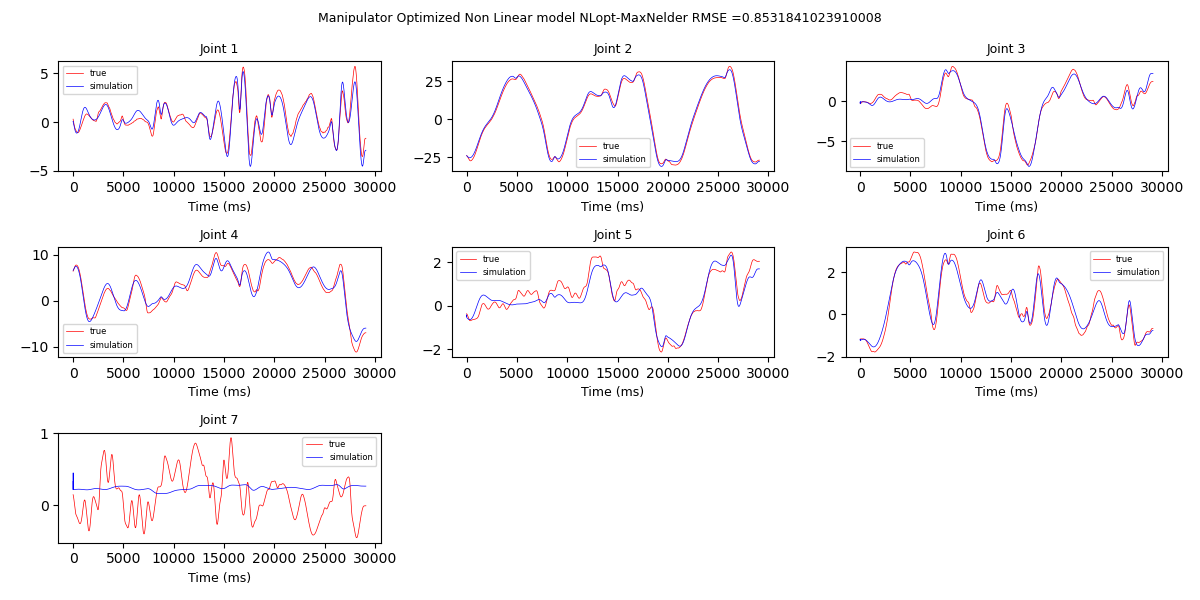 Manipulator Optimized Non Linear model NLopt-MaxNelder RMSE =0.8531841023910008
Joint 1
5
0
−5
true
simulation
0 5000 10000 15000 20000 25000 30000
Time (ms)
Joint 2
25
0
−25
true
simulation
0 5000 10000 15000 20000 25000 30000
Time (ms)
Joint 3
0
−5
true
simulation
0 5000 10000 15000 20000 25000 30000
Time (ms)
Joint 4
10
0
−10
true
simulation
0 5000 10000 15000 20000 25000 30000
Time (ms)
Joint 5
2
0
−2
true
simulation
0 5000 10000 15000 20000 25000 30000
Time (ms)
Joint 6
2
0
−2
true
simulation
0 5000 10000 15000 20000 25000 30000
Time (ms)
Joint 7
1
0
true
simulation
0 5000 10000 15000 20000 25000 30000
Time (ms)